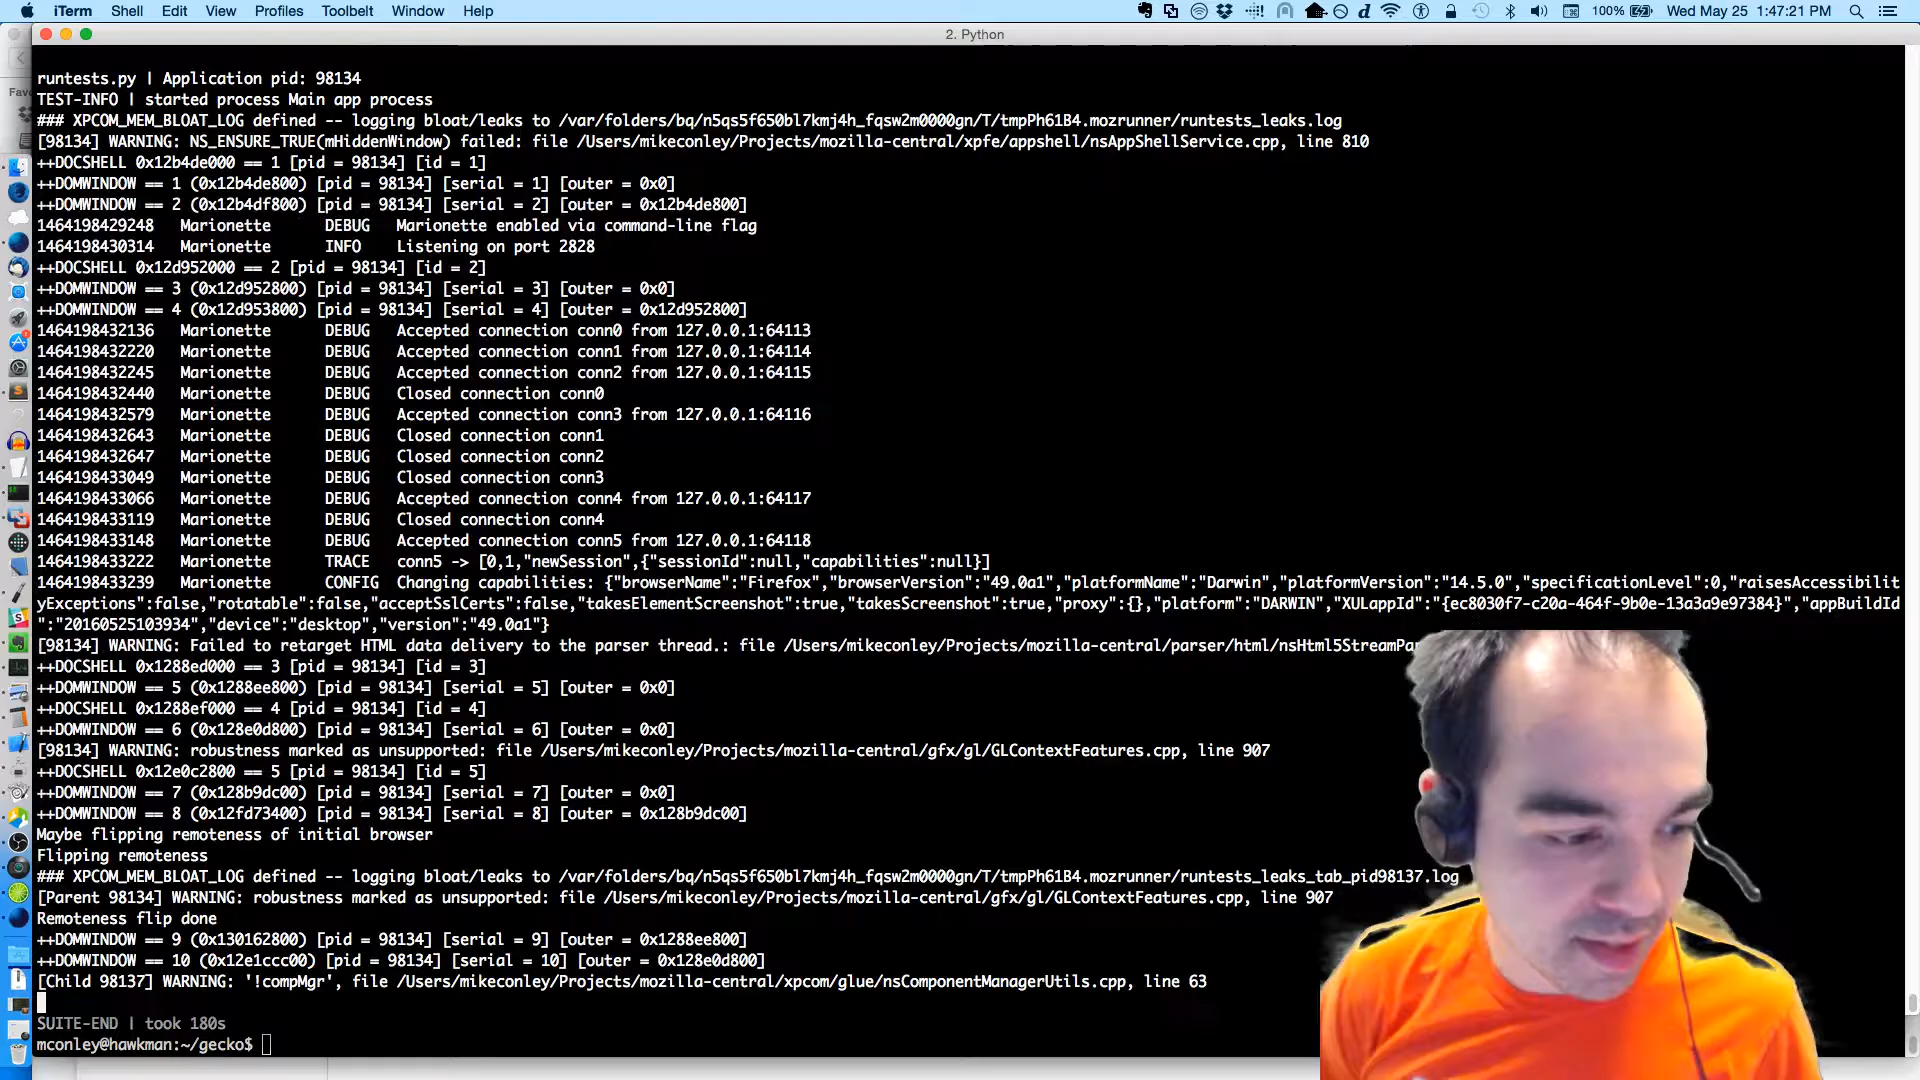 iTerm Shell Edit View Profiles Toolbelt Window Help 100% Wed May 25 1:47:21 PM
2. Python
Fav
runtests.py | Application pid: 98134
TEST-INFO | started process Main app process
### XPCOM_MEM_BLOAT_LOG defined -- logging bloat/leaks to /var/folders/bq/n5qs5f650bl7kmj4h_fqsw2m0000gn/T/tmpPh61B4.mozrunner/runtests_leaks.log
[98134] WARNING: NS_ENSURE_TRUE(mHiddenWindow) failed: file /Users/mikeconley/Projects/mozilla-central/xpfe/appshell/nsAppShellService.cpp, line 810
++DOCSHELL 0x12b4de000 == 1 [pid = 98134] [id = 1]
++DOMWINDOW == 1 (0x12b4de800) [pid = 98134] [serial = 1] [outer = 0x0]
++DOMWINDOW == 2 (0x12b4df800) [pid = 98134] [serial = 2] [outer = 0x12b4de800]
1464198429248 Marionette DEBUG Marionette enabled via command-line flag
1464198430314 Marionette INFO Listening on port 2828
++DOCSHELL 0x12d952000 == 2 [pid = 98134] [id = 2]
++DOMWINDOW == 3 (0x12d952800) [pid = 98134] [serial = 3] [outer = 0x0]
++DOMWINDOW == 4 (0x12d953800) [pid = 98134] [serial = 4] [outer = 0x12d952800]
1464198432136 Marionette DEBUG Accepted connection conn0 from 127.0.0.1:64113
1464198432220 Marionette DEBUG Accepted connection conn1 from 127.0.0.1:64114
1464198432245 Marionette DEBUG Accepted connection conn2 from 127.0.0.1:64115
1464198432440 Marionette DEBUG Closed connection conn0
1464198432579 Marionette DEBUG Accepted connection conn3 from 127.0.0.1:64116
1464198432643 Marionette DEBUG Closed connection conn1
1464198432647 Marionette DEBUG Closed connection conn2
1464198433049 Marionette DEBUG Closed connection conn3
1464198433066 Marionette DEBUG Accepted connection conn4 from 127.0.0.1:64117
1464198433119 Marionette DEBUG Closed connection conn4
1464198433148 Marionette DEBUG Accepted connection conn5 from 127.0.0.1:64118
1464198433222 Marionette TRACE conn5 -> [0,1,"newSession",{"sessionId":null,"capabilities":null}]
1464198433239 Marionette CONFIG Changing capabilities: {"browserName":"Firefox","browserVersion":"49.0a1","platformName":"Darwin","platformVersion":"14.5.0","specificationLevel":0,"raisesAccessibilit
yExceptions":false,"rotatable":false,"acceptSslCerts":false,"takesElementScreenshot":true,"takesScreenshot":true,"proxy":{},"platform":"DARWIN","XULappId":"{ec8030f7-c20a-464f-9b0e-13a3a9e97384}","appBuildId
":"20160525103934","device":"desktop","version":"49.0a1"}
[98134] WARNING: Failed to retarget HTML data delivery to the parser thread.: file /Users/mikeconley/Projects/mozilla-central/parser/html/nsHtml5StreamPar
++DOCSHELL 0x1288ed000 == 3 [pid = 98134] [id = 3]
++DOMWINDOW == 5 (0x1288ee800) [pid = 98134] [serial = 5] [outer = 0x0]
++DOCSHELL 0x1288ef000 == 4 [pid = 98134] [id = 4]
++DOMWINDOW == 6 (0x128e0d800) [pid = 98134] [serial = 6] [outer = 0x0]
[98134] WARNING: robustness marked as unsupported: file /Users/mikeconley/Projects/mozilla-central/gfx/gl/GLContextFeatures.cpp, line 907
++DOCSHELL 0x12e0c2800 == 5 [pid = 98134] [id = 5]
++DOMWINDOW == 7 (0x128b9dc00) [pid = 98134] [serial = 7] [outer = 0x0]
++DOMWINDOW == 8 (0x12fd73400) [pid = 98134] [serial = 8] [outer = 0x128b9dc00]
Maybe flipping remoteness of initial browser
Flipping remoteness
### XPCOM_MEM_BLOAT_LOG defined -- logging bloat/leaks to /var/folders/bq/n5qs5f650bl7kmj4h_fqsw2m0000gn/T/tmpPh61B4.mozrunner/runtests_leaks_tab_pid98137.log
[Parent 98134] WARNING: robustness marked as unsupported: file /Users/mikeconley/Projects/mozilla-central/gfx/gl/GLContextFeatures.cpp, line 907
Remoteness flip done
++DOMWINDOW == 9 (0x130162800) [pid = 98134] [serial = 9] [outer = 0x1288ee800]
++DOMWINDOW == 10 (0x12e1ccc00) [pid = 98134] [serial = 10] [outer = 0x128e0d800]
[Child 98137] WARNING: '!compMgr', file /Users/mikeconley/Projects/mozilla-central/xpcom/glue/nsComponentManagerUtils.cpp, line 63
SUITE-END | took 180s
mconley@hawkman:~/gecko$